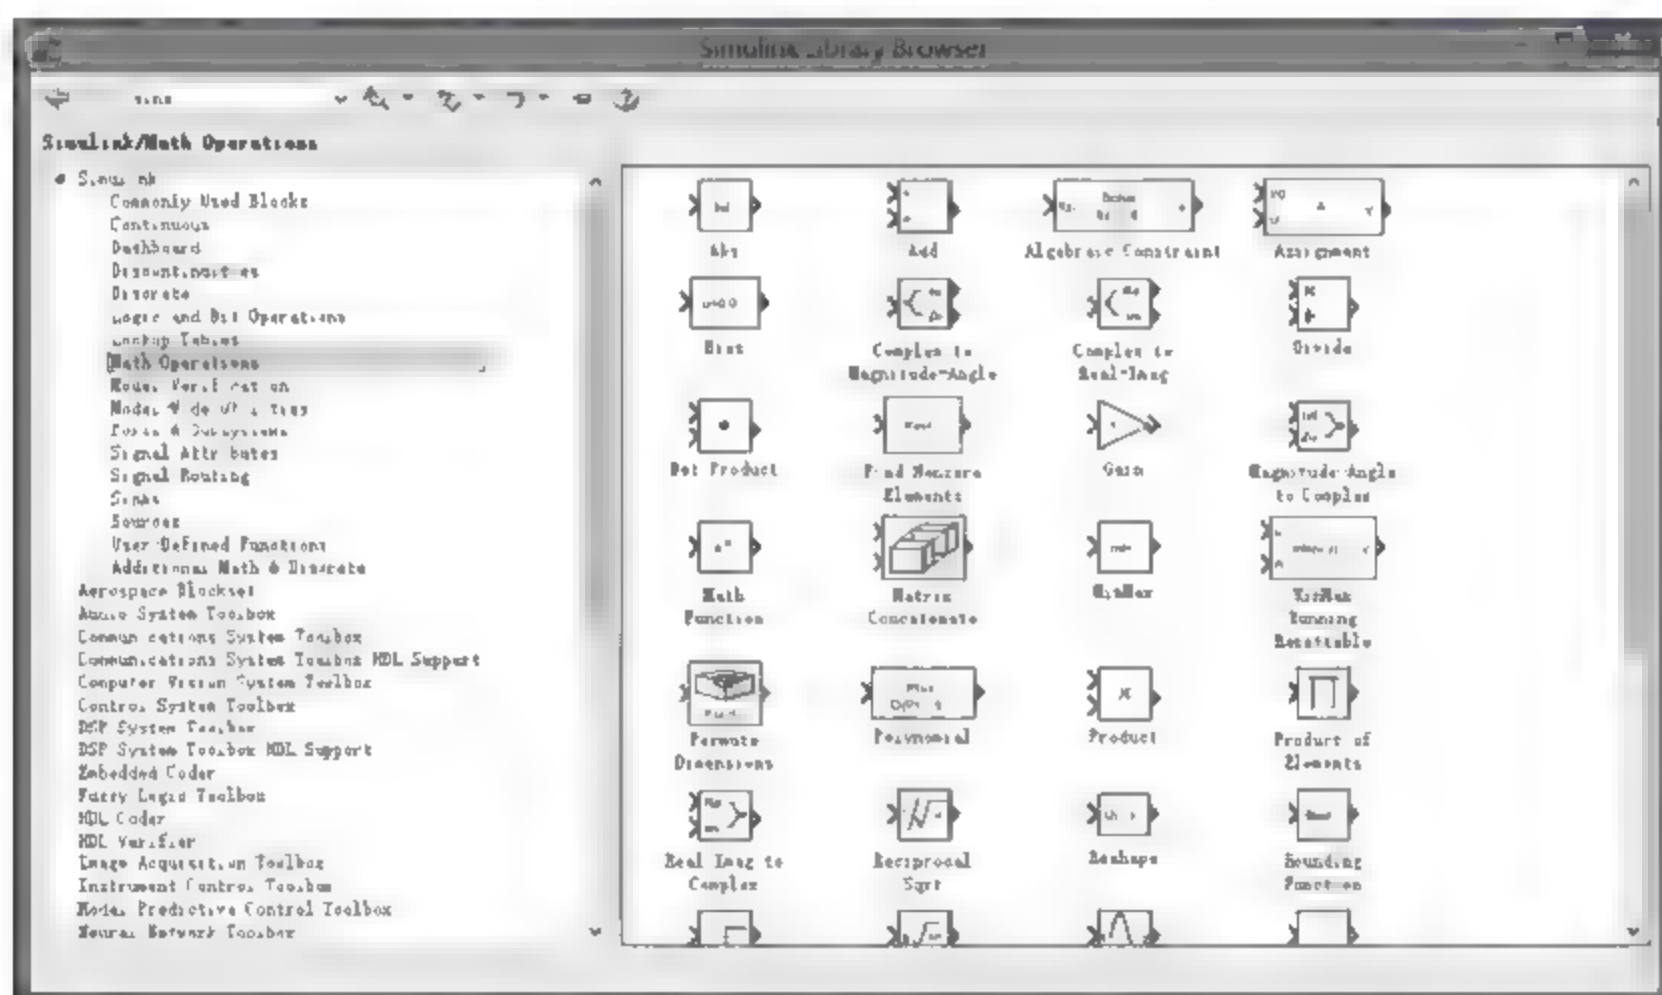 Simulink Library Browser
Simulink/Math Operations
Simulink
Commonly Used Blocks
Continuous
Dashboard
Discontinuities
Discrete
Logic and Bit Operations
Lookup Tables
Math Operations
Model Verification
Model-Wide Utilities
Ports & Subsystems
Signal Attributes
Signal Routing
Sinks
Sources
User-Defined Functions
Additional Math & Discrete
Aerospace Blockset
Audio System Toolbox
Communications System Toolbox
Communications System Toolbox HDL Support
Computer Vision System Toolbox
Control System Toolbox
DSP System Toolbox
DSP System Toolbox HDL Support
Embedded Coder
Fuzzy Logic Toolbox
HDL Coder
HDL Verifier
Image Acquisition Toolbox
Instrument Control Toolbox
Model Predictive Control Toolbox
Neural Network Toolbox
Abs
Add
Algebraic Constraint
Assignment
Bias
Complex to
Magnitude-Angle
Complex to
Real-Imag
Divide
Dot Product
Find Nonzero
Elements
Gain
Magnitude-Angle
to Complex
Math
Function
Matrix
Concatenate
MinMax
MinMax
Running
Resettable
Permute
Dimensions
Polynomial
Product
Product of
Elements
Real-Imag to
Complex
Reciprocal
Sqrt
Reshape
Rounding
Function